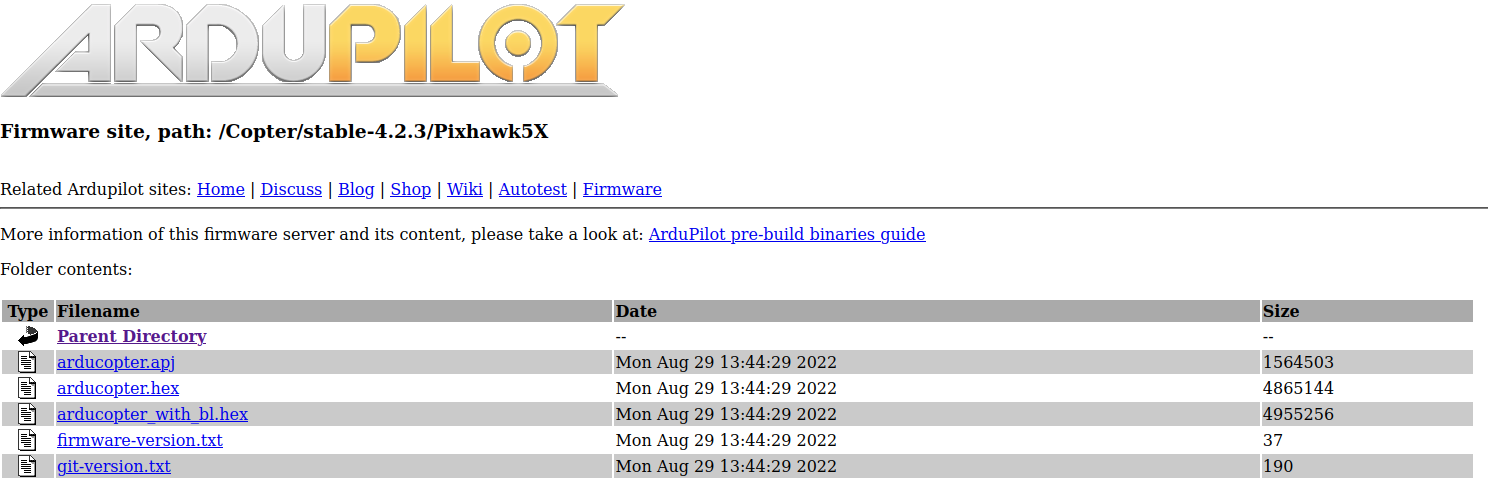 ARDUPILOT
Firmware site, path: /Copter/stable-4.2.3/Pixhawk5X
Related Ardupilot sites: Home | Discuss | Blog | Shop | Wiki | Autotest | Firmware
More information of this firmware server and its content, please take a look at: ArduPilot pre-build binaries guide
Folder contents:
Type Filename Date Size
Parent Directory -- --
arducopter.apj Mon Aug 29 13:44:29 2022 1564503
arducopter.hex Mon Aug 29 13:44:29 2022 4865144
arducopter_with_bl.hex Mon Aug 29 13:44:29 2022 4955256
firmware-version.txt Mon Aug 29 13:44:29 2022 37
git-version.txt Mon Aug 29 13:44:29 2022 190